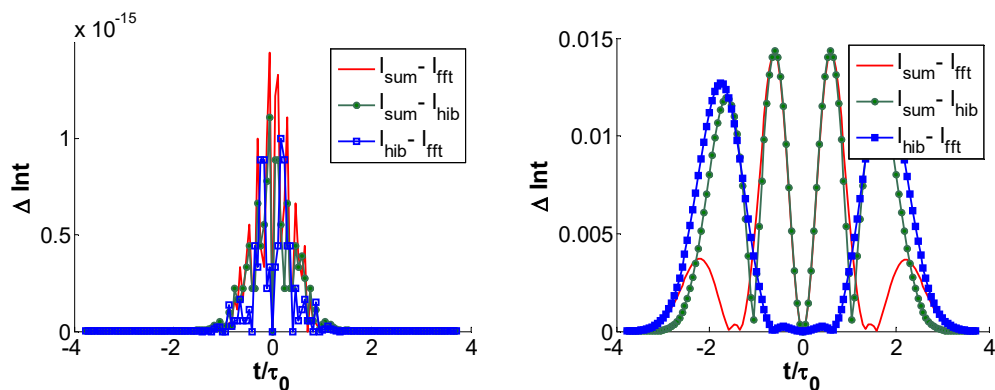 x 10^-15
Δ Int
1
0.5
0
-4
-2
0
2
4
t/τ_0
I_sum - I_fft
I_sum - I_hib
I_hib - I_fft
Δ Int
0.015
0.01
0.005
0
-4
-2
0
2
4
t/τ_0
I_sum - I_fft
I_sum - I_hib
I_hib - I_fft